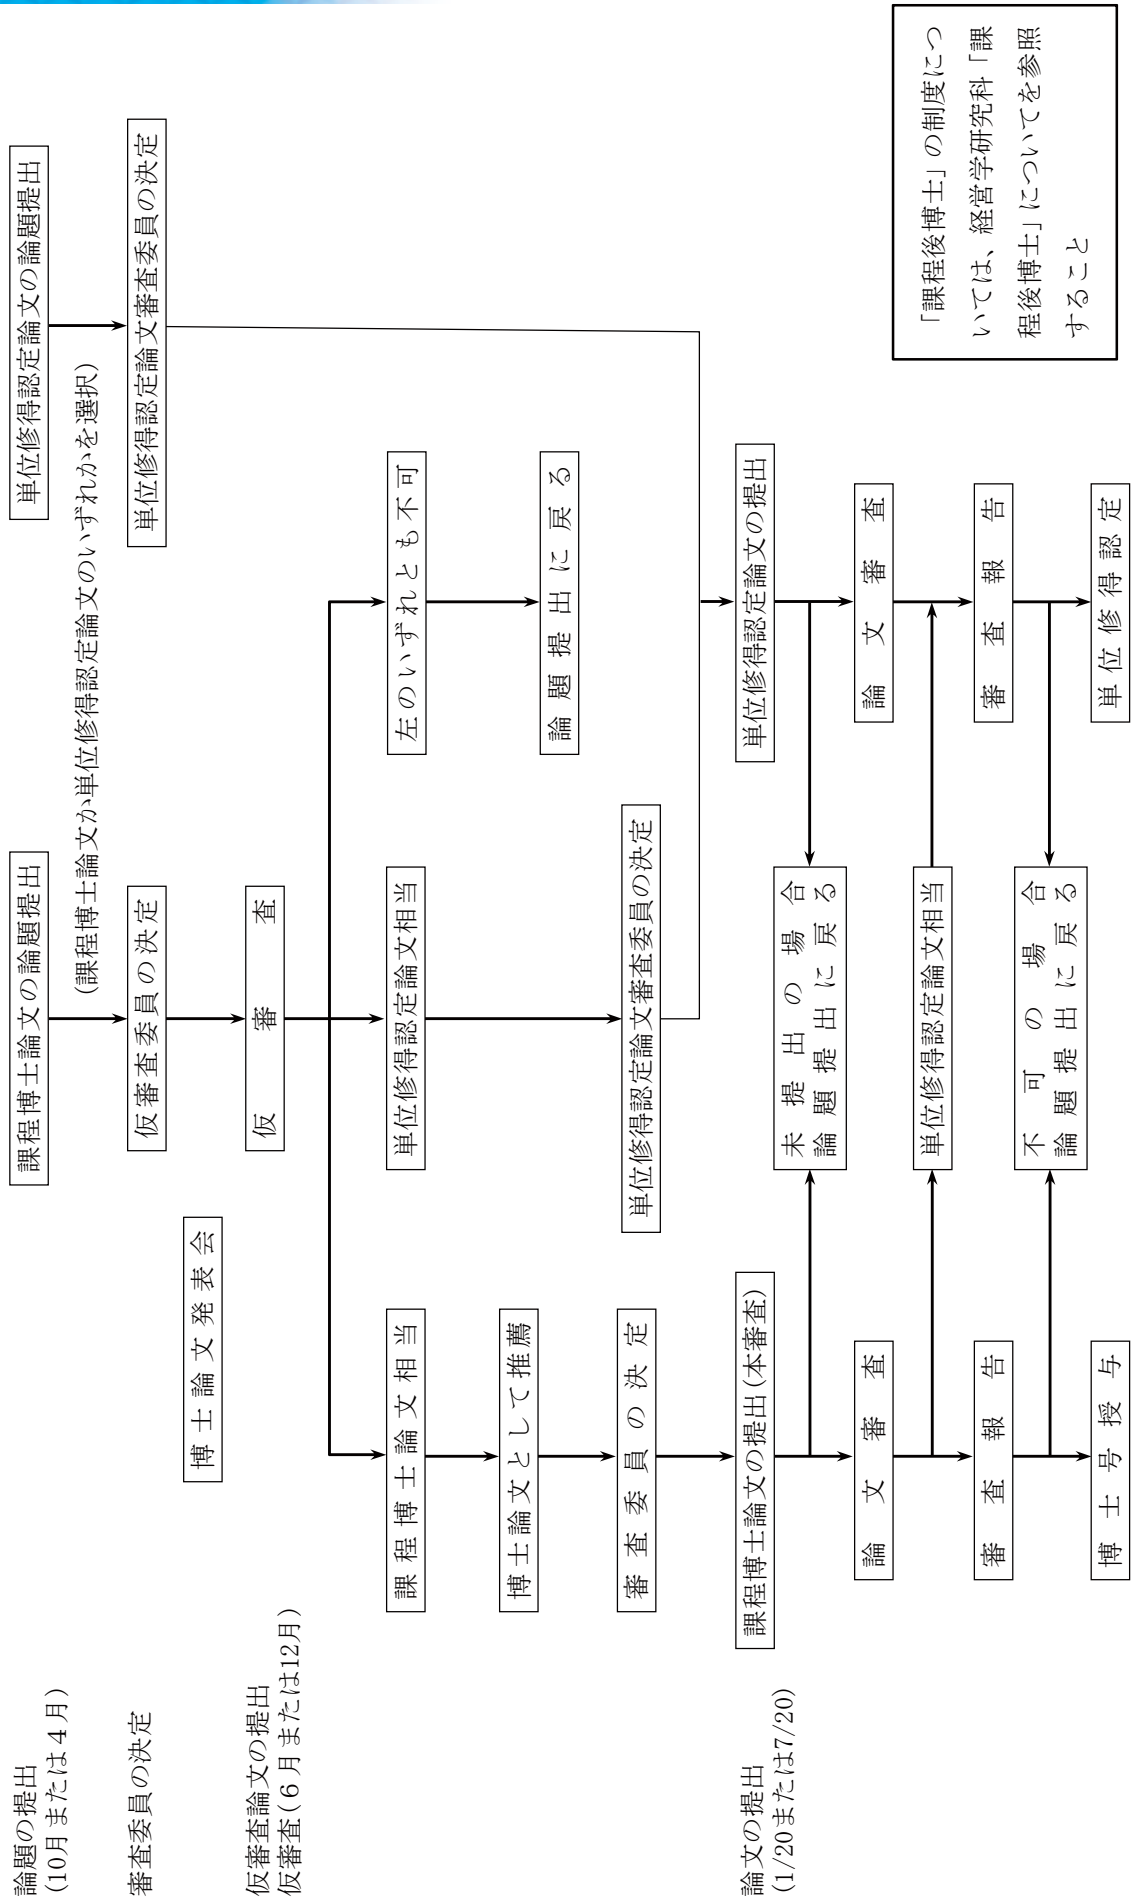 論題の提出
(10月または4月)
課程博士論文の論題提出
単位修得認定論文の論題提出
(課程博士論文か単位修得認定論文のいずれかを選択)
審査委員の決定
仮審査委員の決定
単位修得認定論文審査委員の決定
博士論文発表会
仮審査論文の提出
仮審査(6月または12月)
仮審査
課程博士論文相当
単位修得認定論文相当
左のいずれとも不可
博士論文として推薦
論題提出に戻る
審査委員の決定
単位修得認定論文審査委員の決定
論文の提出
(1/20または7/20)
課程博士論文の提出(本審査)
単位修得認定論文の提出
未提出の場合
論題提出に戻る
論文審査
論文審査
単位修得認定論文相当
審査報告
審査報告
不可の場合
論題提出に戻る
博士号授与
単位修得認定
「課程後博士」の制度につ
いては、経営学研究科「課
程後博士」についてを参照
すること